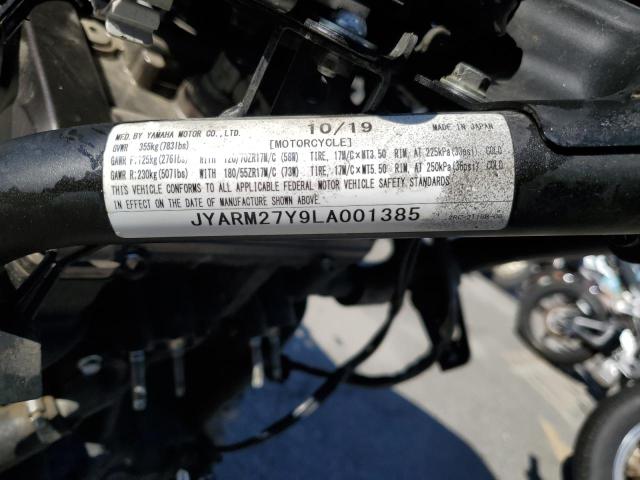 MFD.BY YAMAHA MOTOR CO.,LTD. 10/19 MADE IN JAPAN
GVWR 355kg(783lbs) [MOTORCYCLE]
GAWR F:125kg(276lbs) WITH 120/70ZR17M/C (58W) TIRE, 17M/C×MT3.50 RIM, AT 225kPa(33psi) COLD
GAWR R:230kg(507lbs) WITH 180/55ZR17M/C (73W) TIRE, 17M/C×MT5.50 RIM, AT 250kPa(36psi) COLD
THIS VEHICLE CONFORMS TO ALL APPLICABLE FEDERAL MOTOR VEHICLE SAFETY STANDARDS
IN EFFECT ON THE DATE OF MANUFACTURE SHOWN ABOVE.
JYARM27Y9LA001385